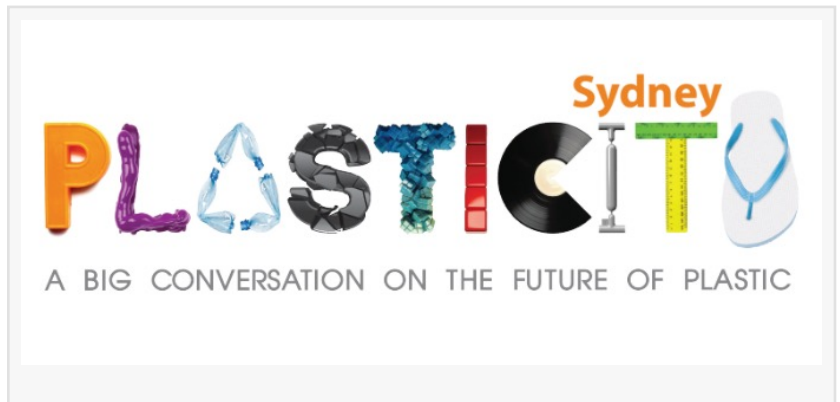 Sydney
PLASTICITY
A BIG CONVERSATION ON THE FUTURE OF PLASTIC